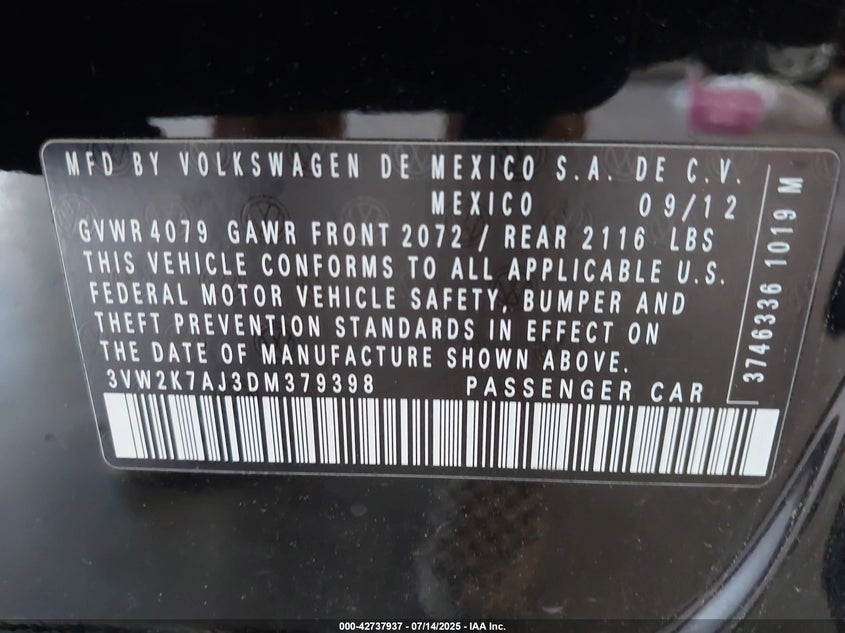 MFD BY VOLKSWAGEN DE MEXICO S.A. DE C.V.
MEXICO 09/12
GVWR 4079 GAWR FRONT 2072 / REAR 2116 LBS
THIS VEHICLE CONFORMS TO ALL APPLICABLE U.S.
FEDERAL MOTOR VEHICLE SAFETY, BUMPER AND
THEFT PREVENTION STANDARDS IN EFFECT ON
THE DATE OF MANUFACTURE SHOWN ABOVE.
3VW2K7AJ3DM379398 PASSENGER CAR
3746336 1019 M
000-42737937 - 07/14/2025 - IAA Inc.